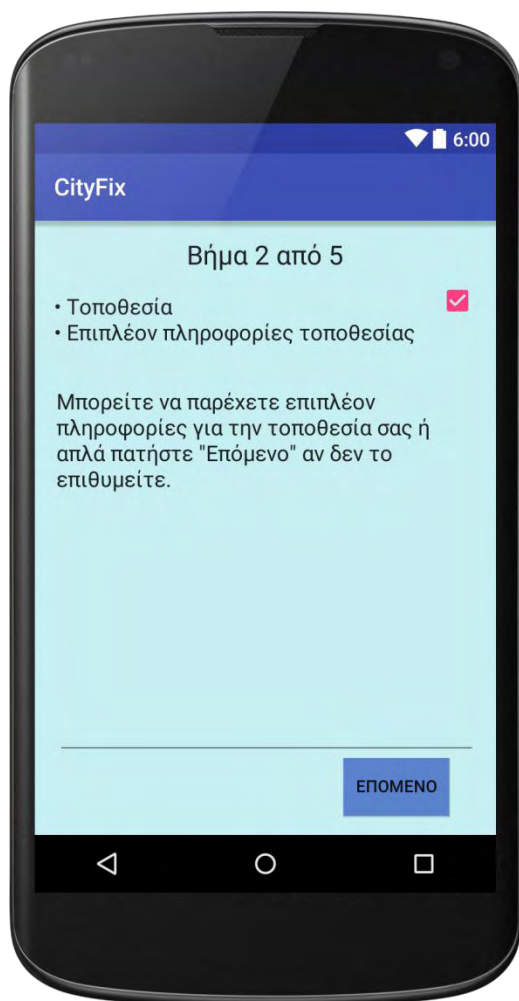 6:00
CityFix
Βήμα 2 από 5
• Τοποθεσία
• Επιπλέον πληροφορίες τοποθεσίας
Μπορείτε να παρέχετε επιπλέον
πληροφορίες για την τοποθεσία σας ή
απλά πατήστε "Επόμενο" αν δεν το
επιθυμείτε.
ΕΠΟΜΕΝΟ